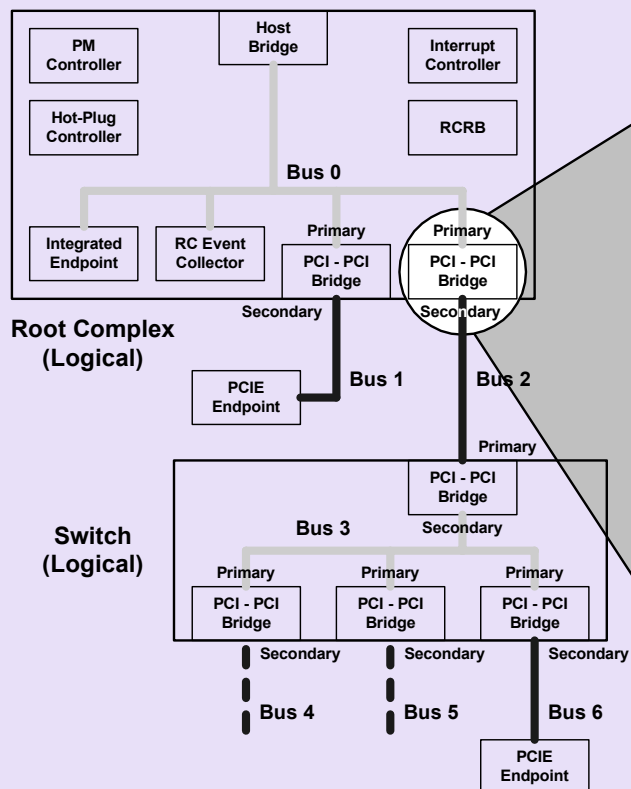 Host
Bridge
PM
Controller
Interrupt
Controller
Hot-Plug
Controller
RCRB
Bus 0
Primary
Primary
Integrated
Endpoint
RC Event
Collector
PCI - PCI
Bridge
PCI - PCI
Bridge
Secondary
Secondary
Root Complex
(Logical)
Bus 1
Bus 2
PCIE
Endpoint
Primary
PCI - PCI
Bridge
Secondary
Switch
(Logical)
Bus 3
Primary
Primary
Primary
PCI - PCI
Bridge
PCI - PCI
Bridge
PCI - PCI
Bridge
Secondary
Secondary
Secondary
Bus 4
Bus 5
Bus 6
PCIE
Endpoint